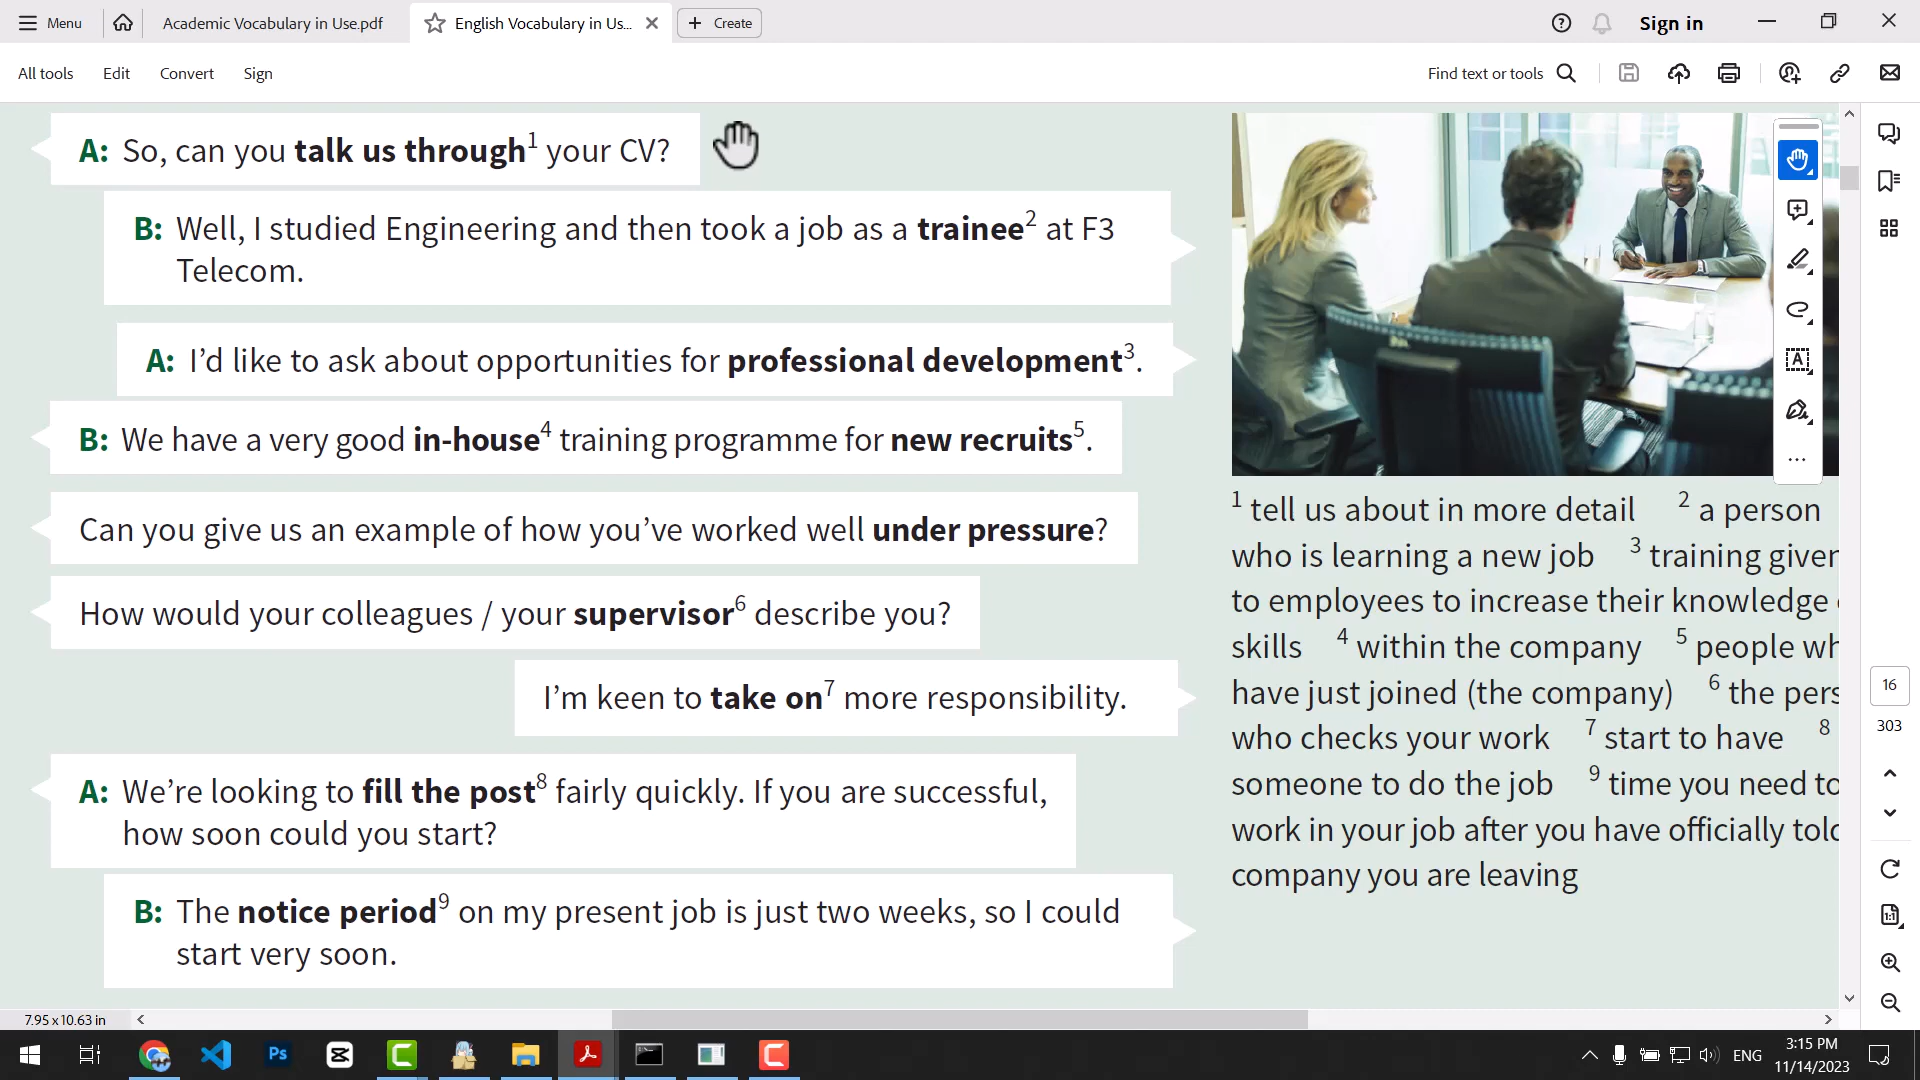 Menu
Academic Vocabulary in Use.pdf
English Vocabulary in Us...
Create
Sign in
All tools
Edit
Convert
Sign
Find text or tools
A: So, can you talk us through1 your CV?
B: Well, I studied Engineering and then took a job as a trainee2 at F3
Telecom.
A: I'd like to ask about opportunities for professional development3.
B: We have a very good in-house4 training programme for new recruits5.
Can you give us an example of how you've worked well under pressure?
How would your colleagues / your supervisor6 describe you?
I'm keen to take on7 more responsibility.
A: We're looking to fill the post8 fairly quickly. If you are successful,
how soon could you start?
B: The notice period9 on my present job is just two weeks, so I could
start very soon.
1 tell us about in more detail 2 a person
who is learning a new job 3 training given
to employees to increase their knowledge
skills 4 within the company 5 people wh
have just joined (the company) 6 the pers
who checks your work 7 start to have 8
someone to do the job 9 time you need to
work in your job after you have officially told
company you are leaving
16
303
7.95 x 10.63 in
Ps
ENG
3:15 PM
11/14/2023